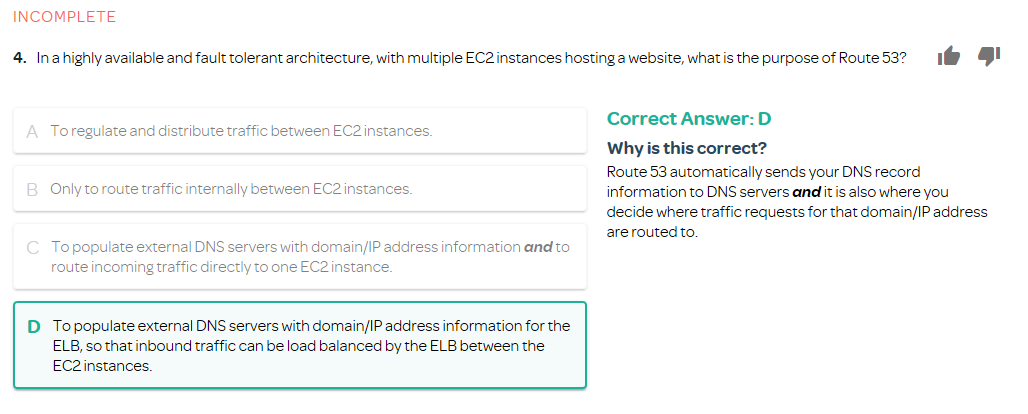 INCOMPLETE
4. In a highly available and fault tolerant architecture, with multiple EC2 instances hosting a website, what is the purpose of Route 53?
A To regulate and distribute traffic between EC2 instances.
B Only to route traffic internally between EC2 instances.
C To populate external DNS servers with domain/IP address information and to
route incoming traffic directly to one EC2 instance.
D To populate external DNS servers with domain/IP address information for the
ELB, so that inbound traffic can be load balanced by the ELB between the
EC2 instances.
Correct Answer: D
Why is this correct?
Route 53 automatically sends your DNS record
information to DNS servers and it is also where you
decide where traffic requests for that domain/IP address
are routed to.